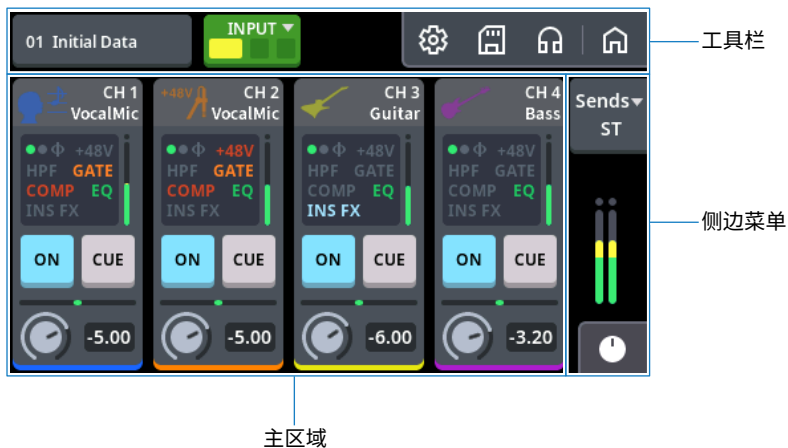 01 Initial Data
INPUT
工具栏
CH 1
VocalMic
+48V
CH 2
VocalMic
CH 3
Guitar
CH 4
Bass
Sends
ST
Φ +48V
HPF GATE
COMP EQ
INS FX
Φ +48V
HPF GATE
COMP EQ
INS FX
Φ +48V
HPF GATE
COMP EQ
INS FX
Φ +48V
HPF GATE
COMP EQ
INS FX
侧边菜单
ON CUE
ON CUE
ON CUE
ON CUE
-5.00
-5.00
-6.00
-3.20
主区域